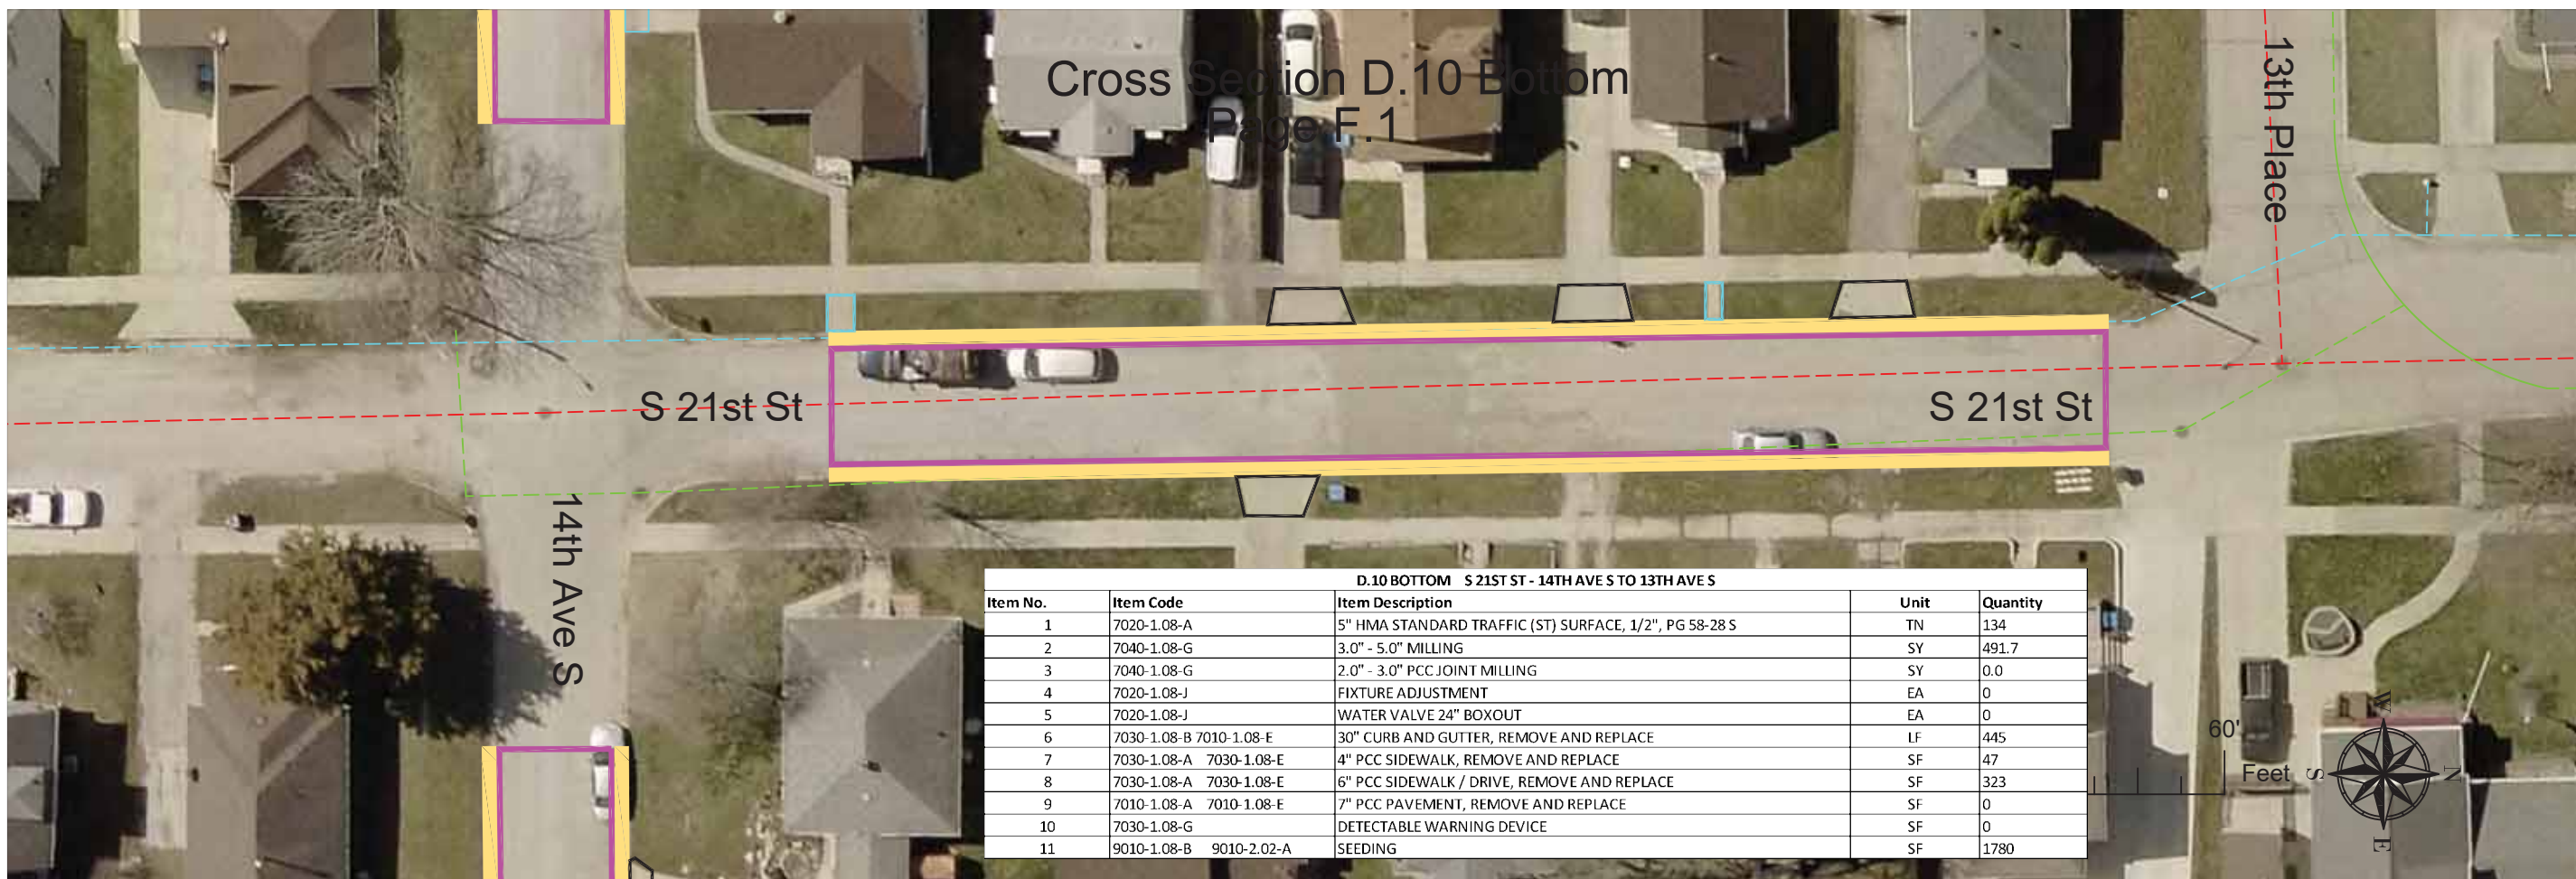 Cross Section D.10 Bottom
Page F.1
13th Place
S 21st St
S 21st St
14th Ave S
D.10 BOTTOM S 21ST ST - 14TH AVE S TO 13TH AVE S
Item No. Item Code Item Description Unit Quantity
1 7020-1.08-A 5" HMA STANDARD TRAFFIC (ST) SURFACE, 1/2", PG 58-28 S TN 134
2 7040-1.08-G 3.0" - 5.0" MILLING SY 491.7
3 7040-1.08-G 2.0" - 3.0" PCC JOINT MILLING SY 0.0
4 7020-1.08-J FIXTURE ADJUSTMENT EA 0
5 7020-1.08-J WATER VALVE 24" BOXOUT EA 0
6 7030-1.08-B 7010-1.08-E 30" CURB AND GUTTER, REMOVE AND REPLACE LF 445
7 7030-1.08-A 7030-1.08-E 4" PCC SIDEWALK, REMOVE AND REPLACE SF 47
8 7030-1.08-A 7030-1.08-E 6" PCC SIDEWALK / DRIVE, REMOVE AND REPLACE SF 323
9 7010-1.08-A 7010-1.08-E 7" PCC PAVEMENT, REMOVE AND REPLACE SF 0
10 7030-1.08-G DETECTABLE WARNING DEVICE SF 0
11 9010-1.08-B 9010-2.02-A SEEDING SF 1780
60'
Feet
W
S
N
E